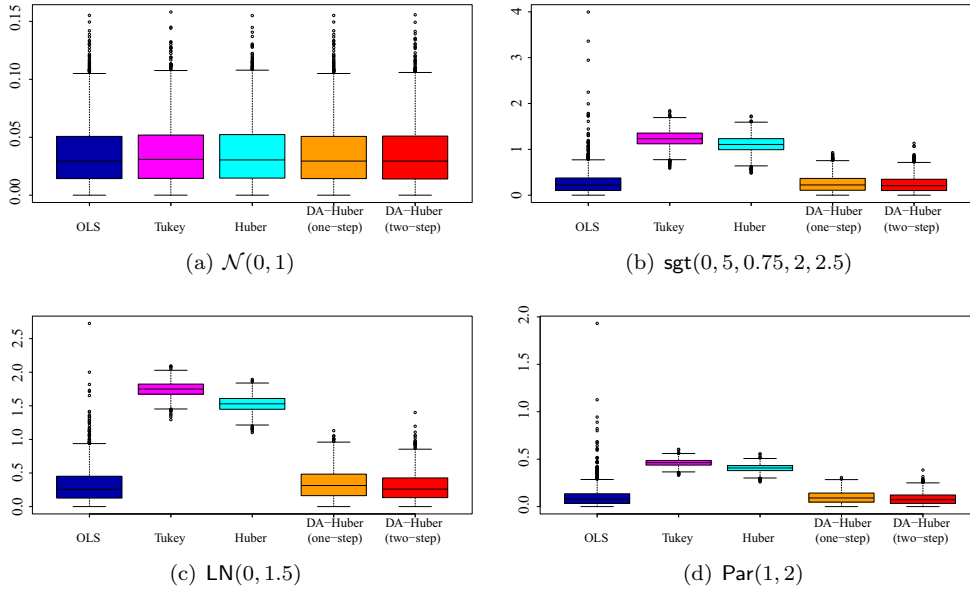 0.15
0.10
0.05
0.00
OLS Tukey Huber DA−Huber (one−step) DA−Huber (two−step)
(a) 𝒩(0, 1)
4
3
2
1
0
OLS Tukey Huber DA−Huber (one−step) DA−Huber (two−step)
(b) sgt(0, 5, 0.75, 2, 2.5)
2.5
2.0
1.5
1.0
0.5
0.0
OLS Tukey Huber DA−Huber (one−step) DA−Huber (two−step)
(c) LN(0, 1.5)
2.0
1.5
1.0
0.5
0.0
OLS Tukey Huber DA−Huber (one−step) DA−Huber (two−step)
(d) Par(1, 2)